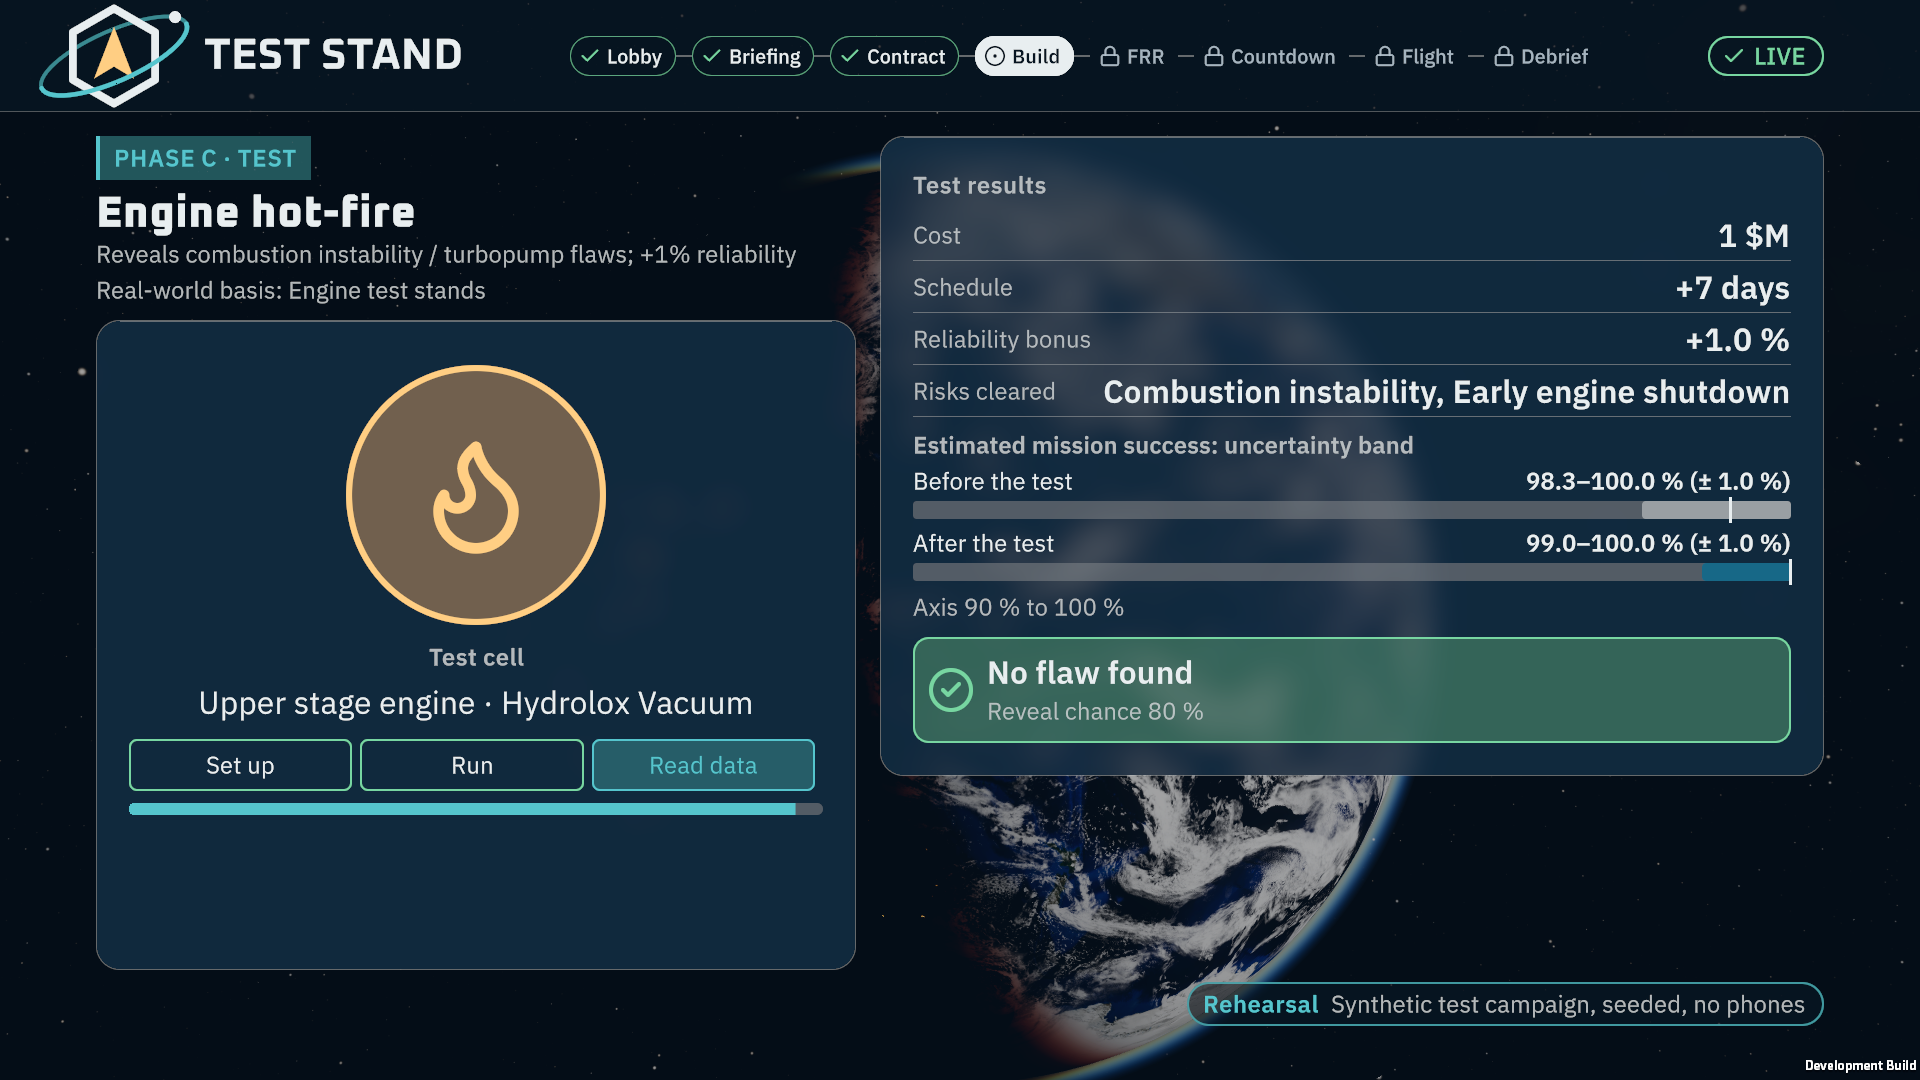 TEST STAND
Lobby
Briefing
Contract
Build
FRR
Countdown
Flight
Debrief
LIVE
PHASE C · TEST
Engine hot-fire
Reveals combustion instability / turbopump flaws; +1% reliability
Real-world basis: Engine test stands
Test cell
Upper stage engine · Hydrolox Vacuum
Set up
Run
Read data
Test results
Cost 1 $M
Schedule +7 days
Reliability bonus +1.0 %
Risks cleared Combustion instability, Early engine shutdown
Estimated mission success: uncertainty band
Before the test 98.3–100.0 % (± 1.0 %)
After the test 99.0–100.0 % (± 1.0 %)
Axis 90 % to 100 %
No flaw found
Reveal chance 80 %
Rehearsal Synthetic test campaign, seeded, no phones
Development Build